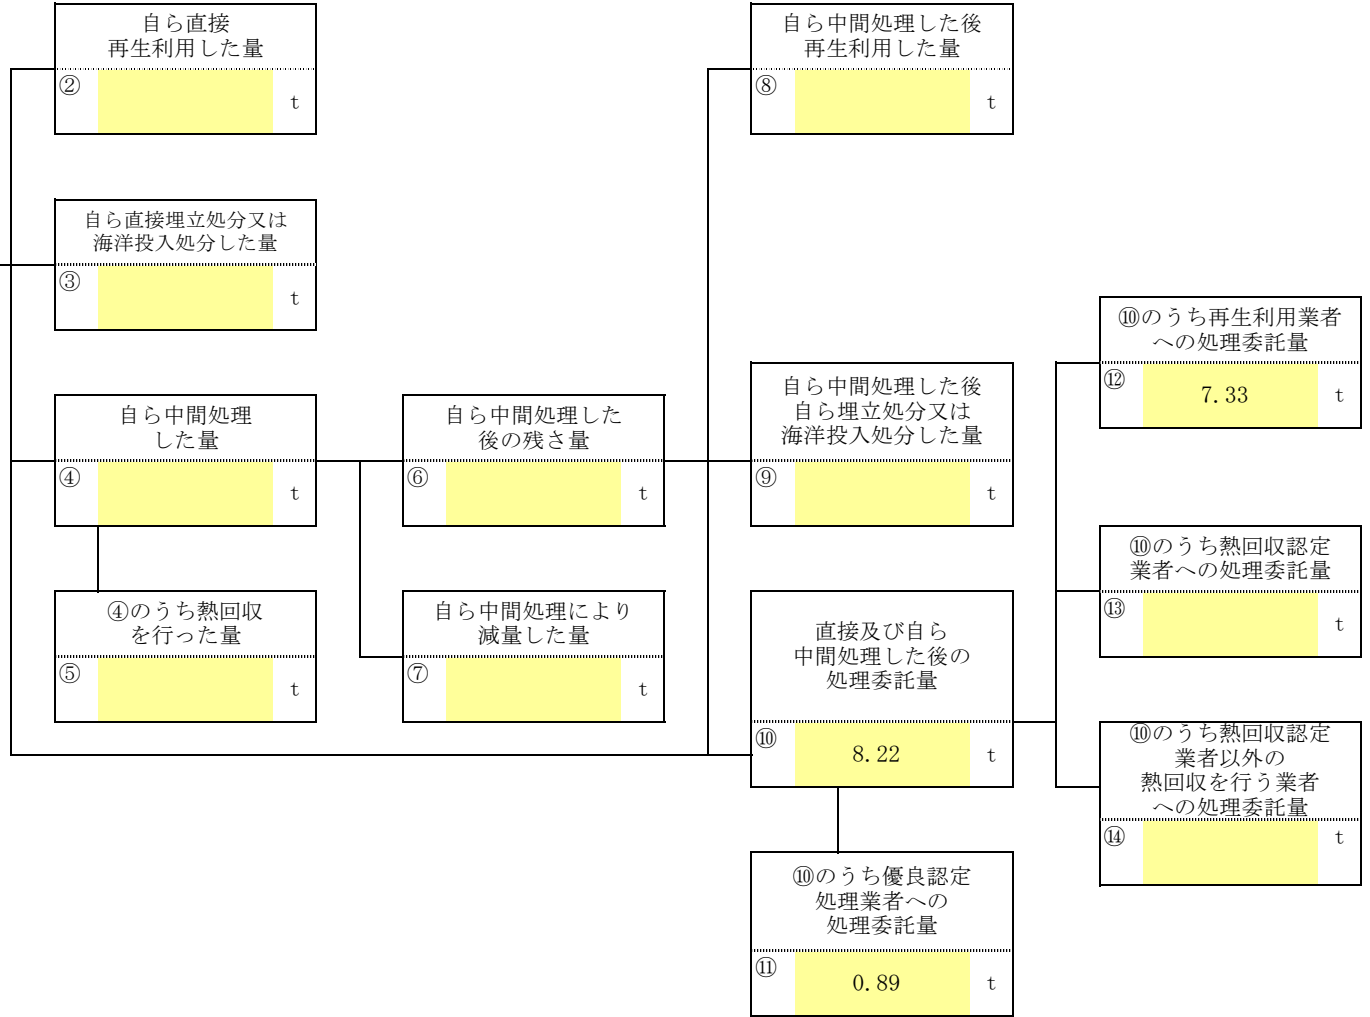 自ら直接
再生利用した量
②
t
自ら直接埋立処分又は
海洋投入処分した量
③
t
自ら中間処理
した量
④
t
④のうち熱回収
を行った量
⑤
t
自ら中間処理した
後の残さ量
⑥
t
自ら中間処理により
減量した量
⑦
t
自ら中間処理した後
再生利用した量
⑧
t
自ら中間処理した後
自ら埋立処分又は
海洋投入処分した量
⑨
t
直接及び自ら
中間処理した後の
処理委託量
⑩ 8.22 t
⑩のうち優良認定
処理業者への
処理委託量
⑪ 0.89 t
⑩のうち再生利用業者
への処理委託量
⑫ 7.33 t
⑩のうち熱回収認定
業者への処理委託量
⑬
t
⑩のうち熱回収認定
業者以外の
熱回収を行う業者
への処理委託量
⑭
t